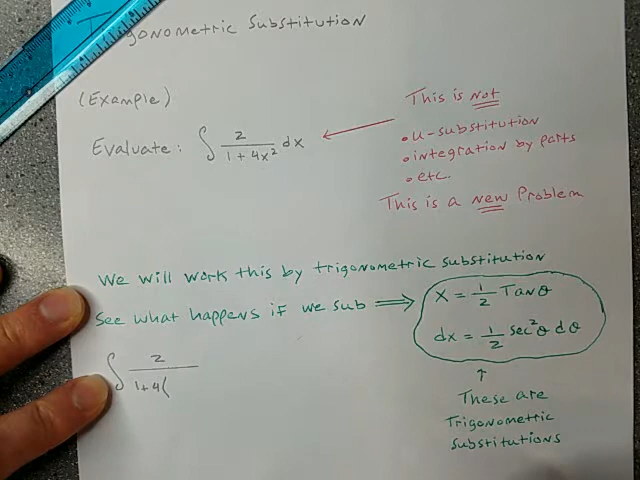 Trigonometric Substitution
(Example)
Evaluate: ∫ 2/(1+4x²) dx
This is not
• u-substitution
• integration by parts
• etc.
This is a new Problem
We will work this by trigonometric substitution
See what happens if we sub ⇒
x = 1/2 Tanθ
dx = 1/2 sec²θ dθ
∫ 2/(1+4(
↑
These are
Trigonometric
substitutions